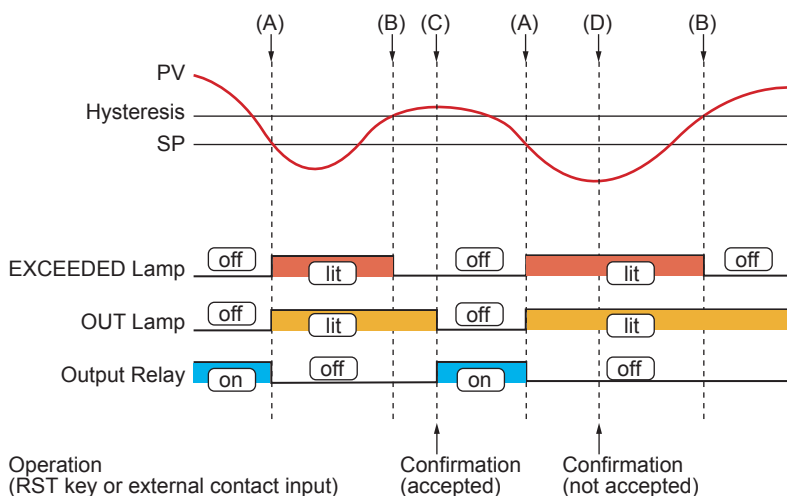 (A) (B) (C) (A) (D) (B)
PV
Hysteresis
SP
off off off
EXCEEDED Lamp lit lit
off off
OUT Lamp lit lit
off off
Output Relay on on
Operation Confirmation Confirmation
(RST key or external contact input) (accepted) (not accepted)